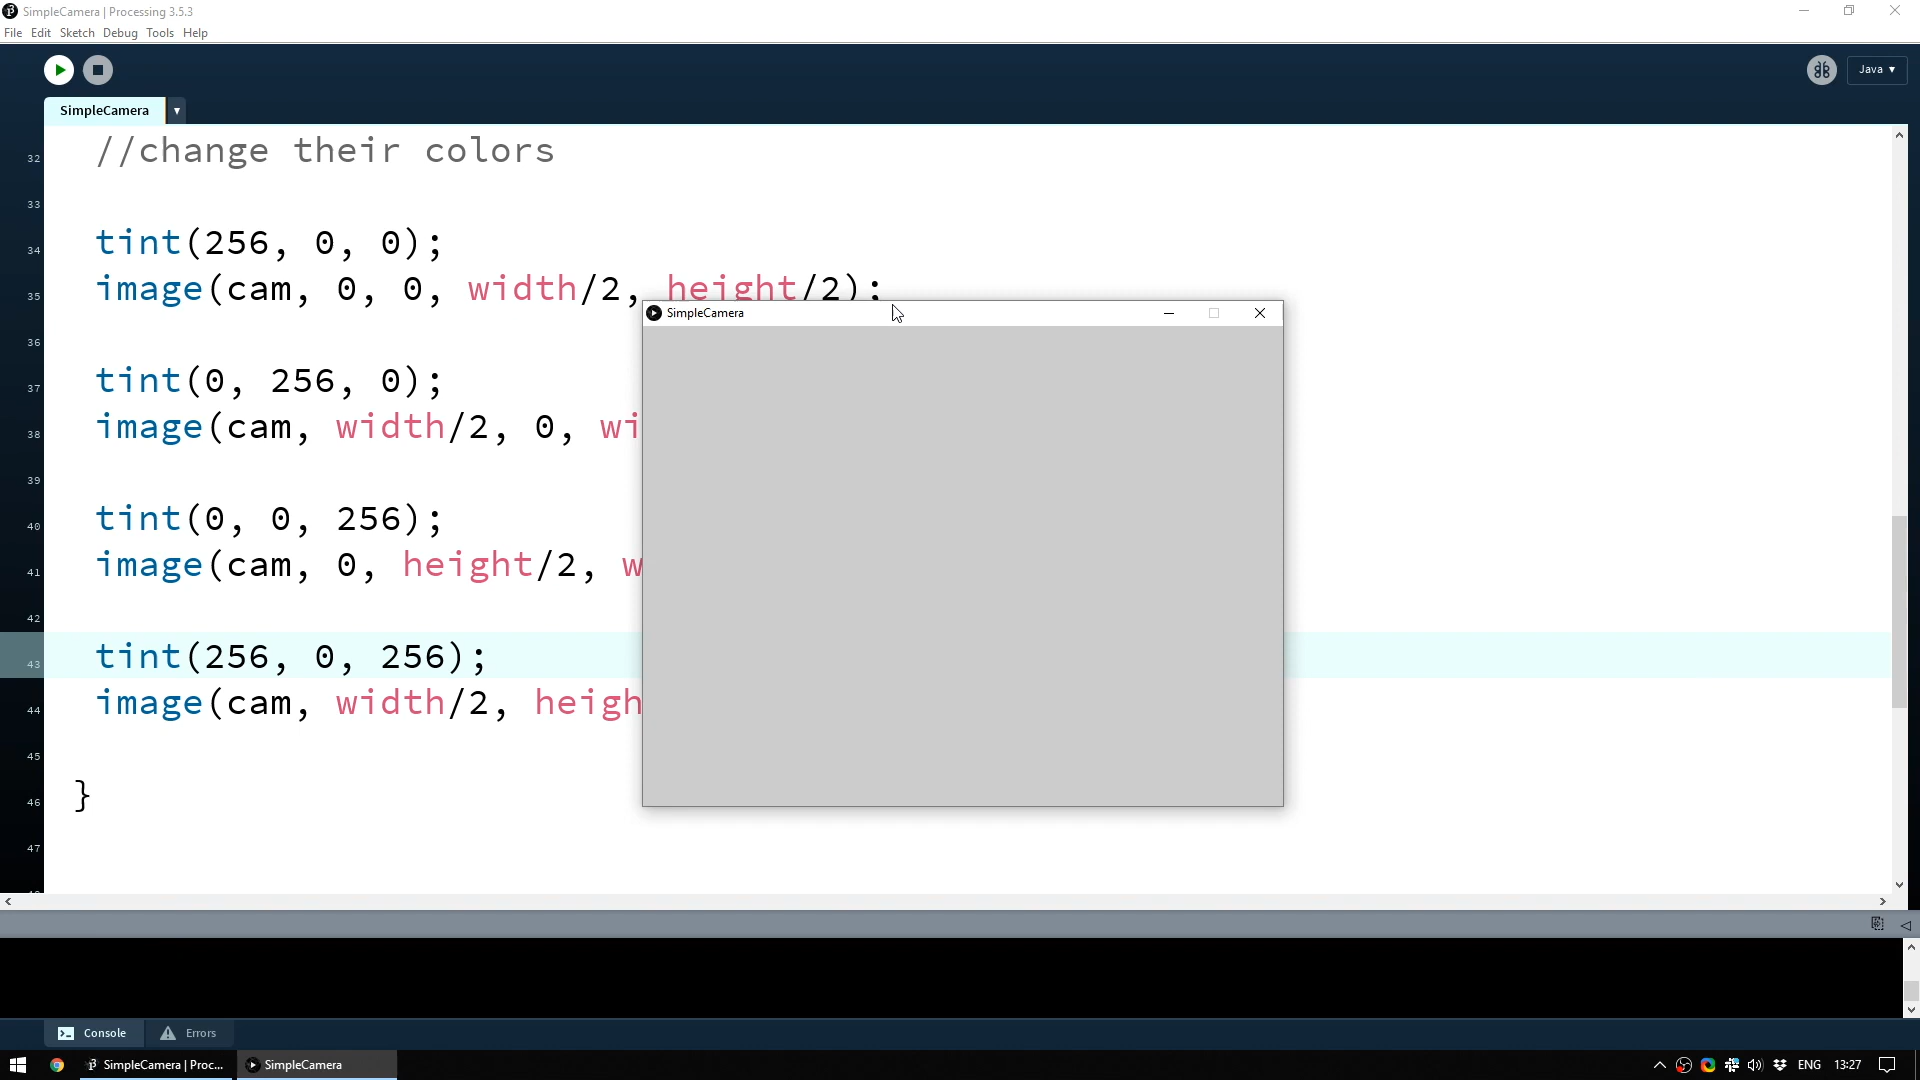 SimpleCamera | Processing 3.5.3
File Edit Sketch Debug Tools Help
Java ▾
SimpleCamera ▾
32 //change their colors
33
34 tint(256, 0, 0);
35 image(cam, 0, 0, width/2, height/2);
SimpleCamera
36
37 tint(0, 256, 0);
38 image(cam, width/2, 0, wi
39
40 tint(0, 0, 256);
41 image(cam, 0, height/2, w
42
43 tint(256, 0, 256);
44 image(cam, width/2, heigh
45
46 }
47
Console Errors
SimpleCamera | Proc... SimpleCamera ENG 13:27